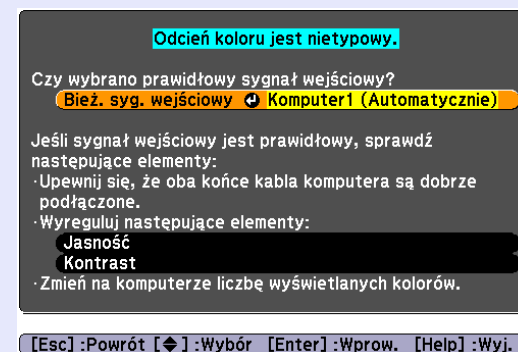 Odcień koloru jest nietypowy.
Czy wybrano prawidłowy sygnał wejściowy?
Bież. syg. wejściowy Komputer1 (Automatycznie)
Jeśli sygnał wejściowy jest prawidłowy, sprawdź
następujące elementy:
·Upewnij się, że oba końce kabla komputera są dobrze
podłączone.
·Wyreguluj następujące elementy:
Jasność
Kontrast
·Zmień na komputerze liczbę wyświetlanych kolorów.
[Esc] :Powrót [◆] :Wybór [Enter] :Wprow. [Help] :Wyj.